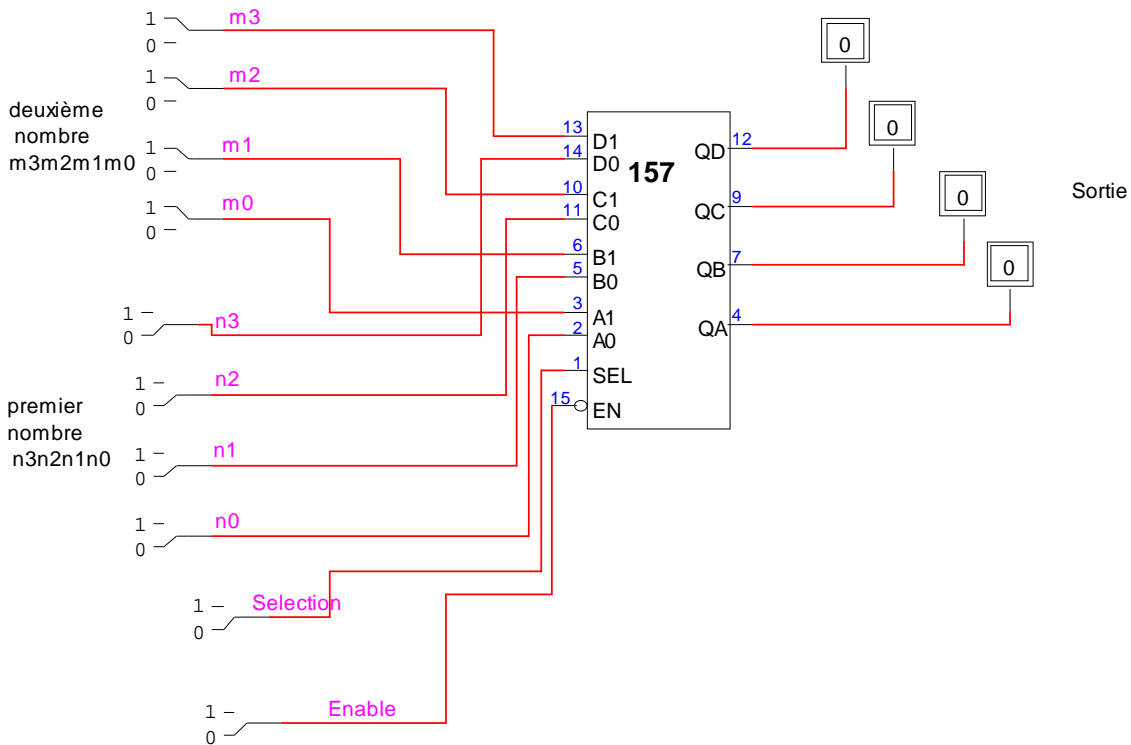 1 m3
0
1 m2
0
deuxième
nombre
m3m2m1m0
1 m1
0
1 m0
0
1 n3
0
1 n2
0
premier
nombre
n3n2n1n0
1 n1
0
1 n0
0
1 Selection
0
1 Enable
0
157
13 D1
14 D0
10 C1
11 C0
6 B1
5 B0
3 A1
2 A0
1 SEL
15 EN
QD 12
QC 9
QB 7
QA 4
0
0
0
0
Sortie